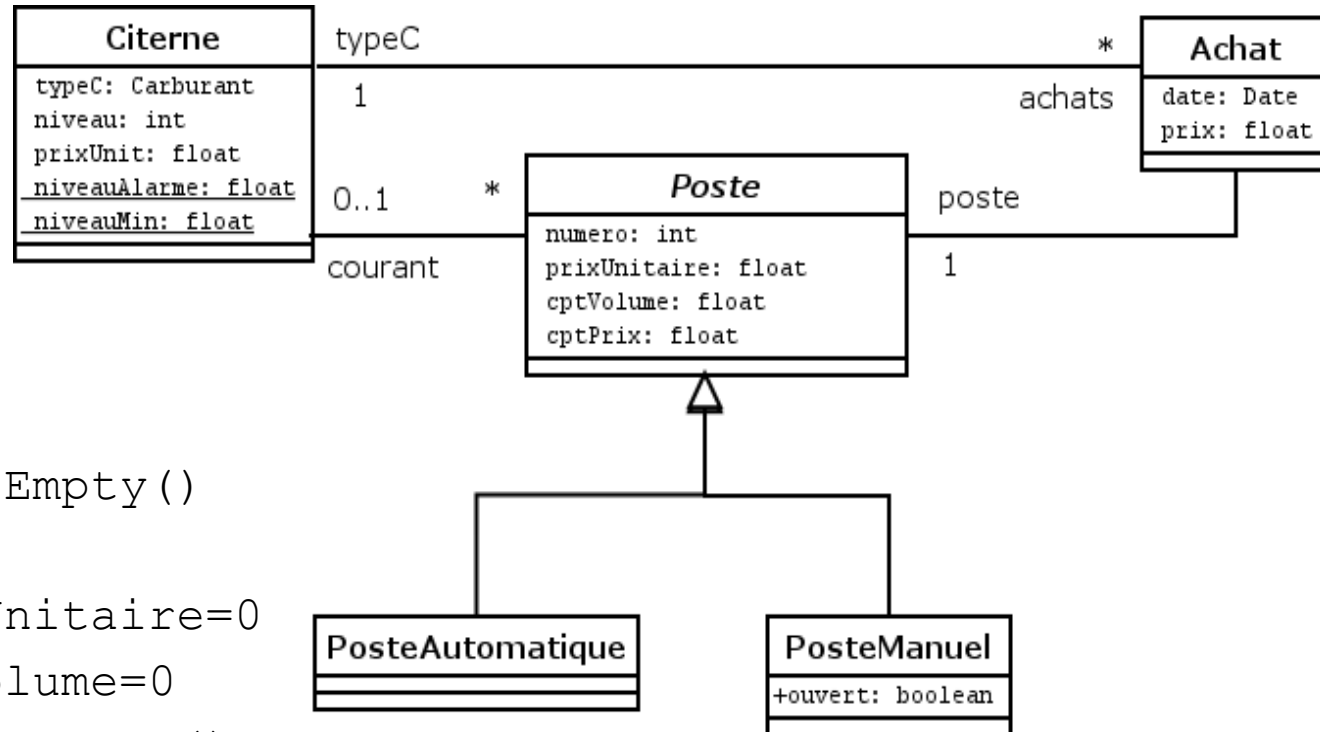 Citerne
typeC: Carburant
niveau: int
prixUnit: float
niveauAlarme: float
niveauMin: float
typeC
1
*
achats
Achat
date: Date
prix: float
0..1
*
courant
Poste
numero: int
prixUnitaire: float
cptVolume: float
cptPrix: float
poste
1
Empty()
nitaire=0
lume=0
PosteAutomatique
PosteManuel
+ouvert: boolean